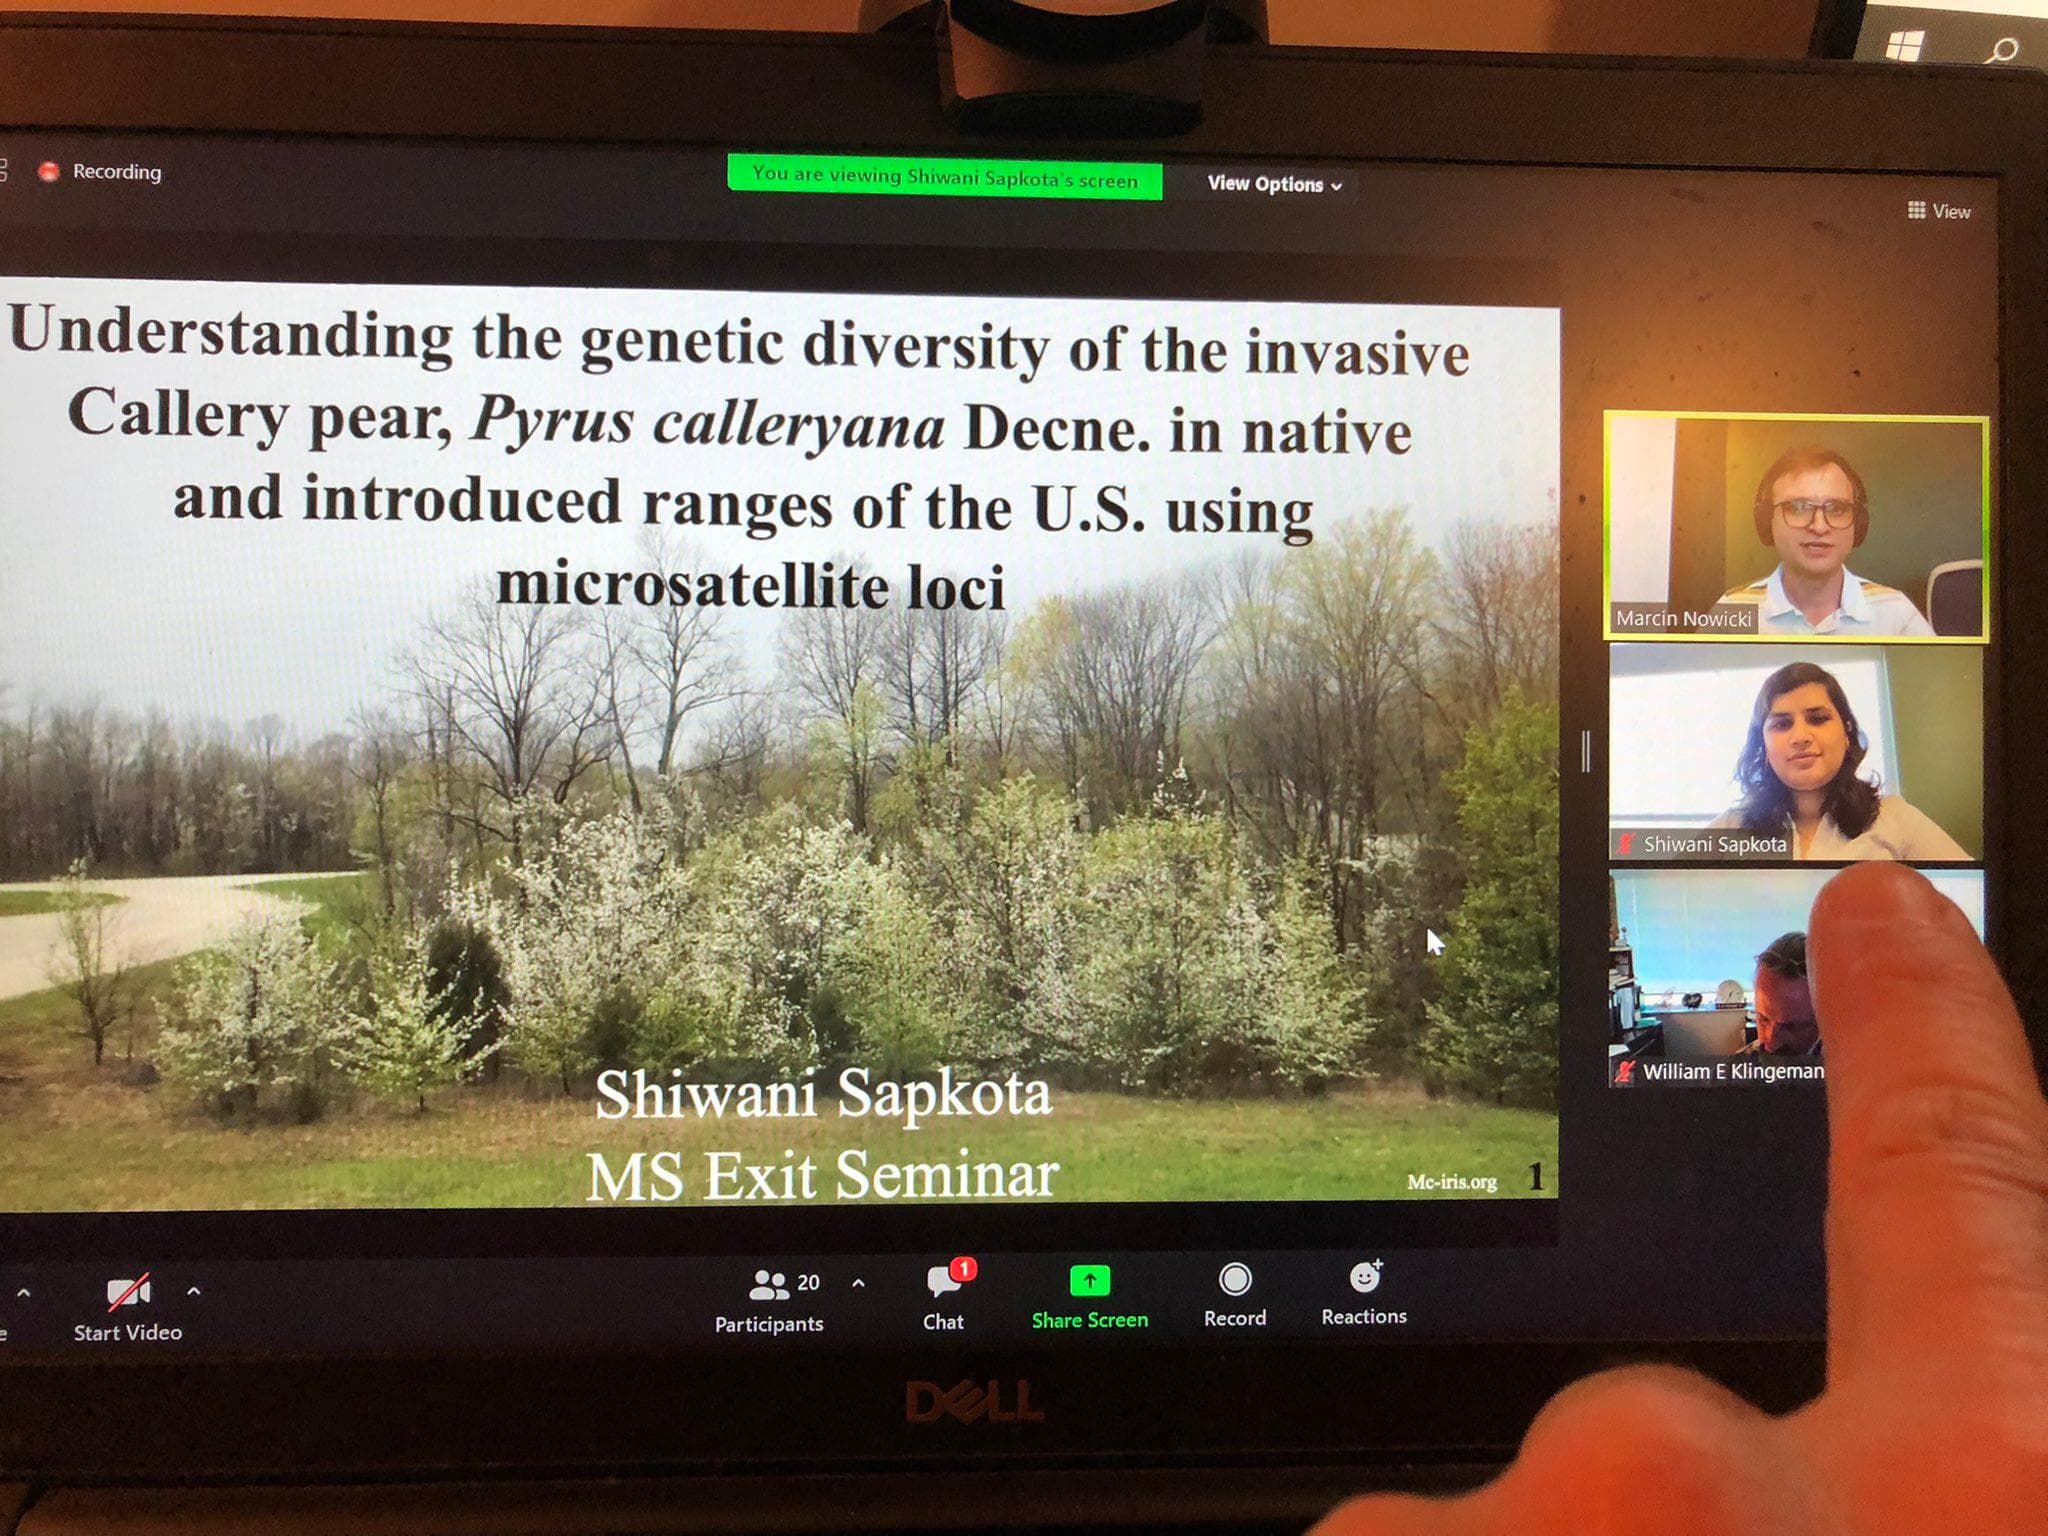 Recording
You are viewing Shiwani Sapkota's screen
View Options
View
Understanding the genetic diversity of the invasive
Callery pear, Pyrus calleryana Decne. in native
and introduced ranges of the U.S. using
microsatellite loci
Shiwani Sapkota
MS Exit Seminar
Mc-iris.org
1
Marcin Nowicki
Shiwani Sapkota
William E Klingeman
Start Video
20
Participants
1
Chat
Share Screen
Record
Reactions
DELL